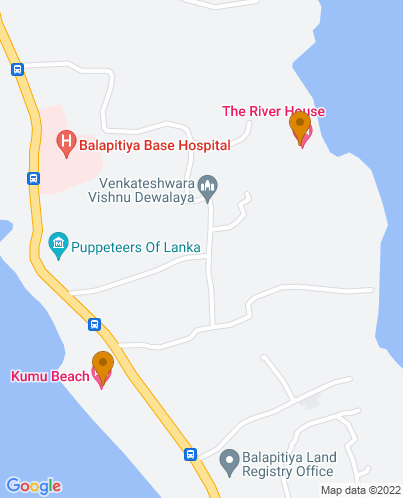 The River House
H
Balapitiya Base Hospital
Venkateshwara
Vishnu Dewalaya
Puppeteers Of Lanka
Kumu Beach
Balapitiya Land
Registry Office
Google
Map data ©2022